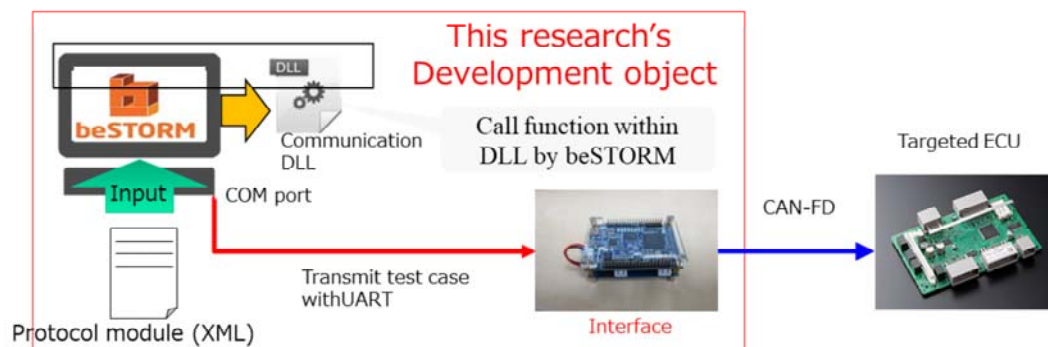 This research's
Development object
DLL
beSTORM
Communication
DLL
Call function within
DLL by beSTORM
Targeted ECU
Input
COM port
CAN-FD
Transmit test case
withUART
Interface
Protocol module (XML)